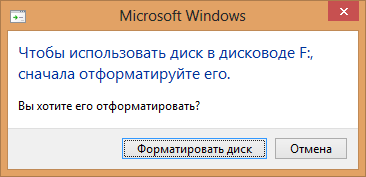 Microsoft Windows
Чтобы использовать диск в дисководе F:,
сначала отформатируйте его.
Вы хотите его отформатировать?
Форматировать диск
Отмена